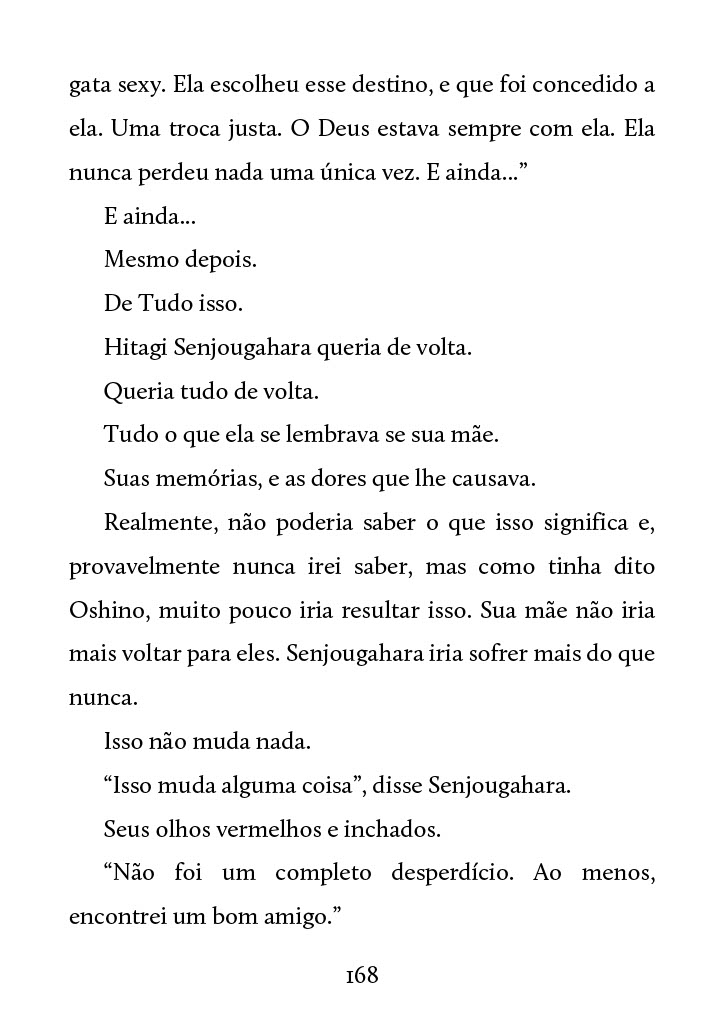 gata sexy. Ela escolheu esse destino, e que foi concedido a
ela. Uma troca justa. O Deus estava sempre com ela. Ela
nunca perdeu nada uma única vez. E ainda...”
E ainda...
Mesmo depois.
De Tudo isso.
Hitagi Senjougahara queria de volta.
Queria tudo de volta.
Tudo o que ela se lembrava se sua mãe.
Suas memórias, e as dores que lhe causava.
Realmente, não poderia saber o que isso significa e,
provavelmente nunca irei saber, mas como tinha dito
Oshino, muito pouco iria resultar isso. Sua mãe não iria
mais voltar para eles. Senjougahara iria sofrer mais do que
nunca.
Isso não muda nada.
“Isso muda alguma coisa”, disse Senjougahara.
Seus olhos vermelhos e inchados.
“Não foi um completo desperdício. Ao menos,
encontrei um bom amigo.”
168